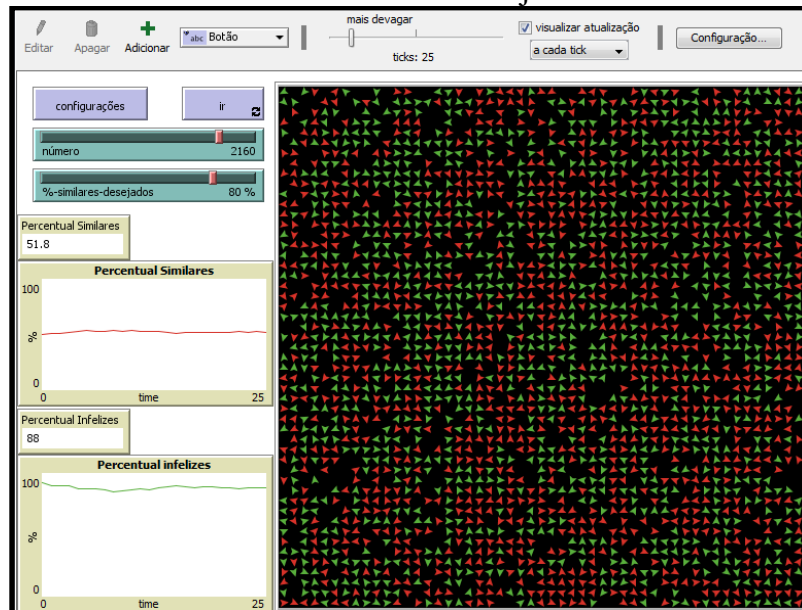 mais devagar
Editar
Apagar
Adicionar
abc Botão
ticks: 25
visualizar atualização
a cada tick
Configuração...
configurações
ir
número 2160
%-similares-desejados 80 %
Percentual Similares
51.8
Percentual Similares
100
%
0
0 time 25
Percentual Infelizes
88
Percentual infelizes
100
%
0
0 time 25